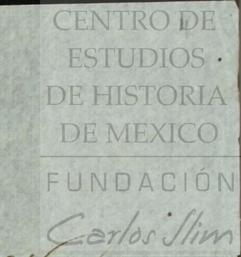 CENTRO DE
ESTUDIOS
DE HISTORIA
DE MEXICO
FUNDACIÓN
Carlos Slim